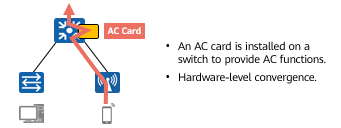 AC Card
• An AC card is installed on a
switch to provide AC functions.
• Hardware-level convergence.